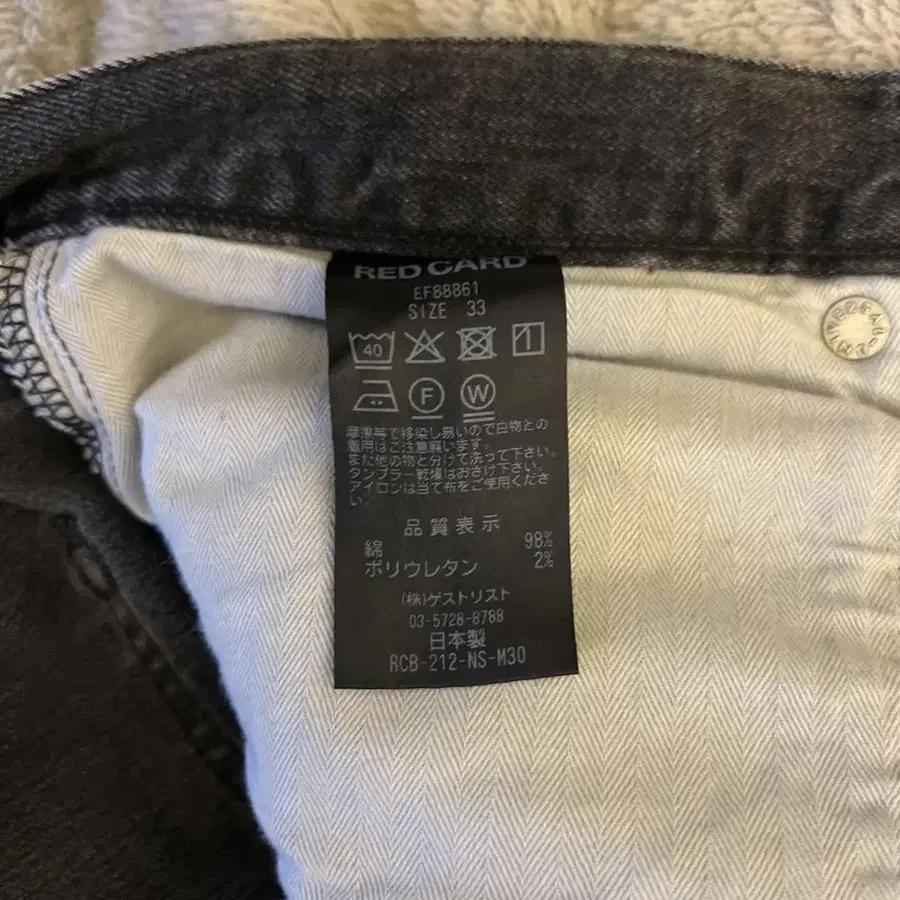 RED CARD
EF88861
SIZE 33
40
1
F
W
摩擦等で移染し易いので白物との
着用はご注意願います。
また他の物と分けて洗って下さい。
タンブラー乾燥はおさけ下さい。
アイロンは当て布をご使用くださ
い。
品質表示
綿 98%
ポリウレタン 2%
(株)ゲストリスト
03-5728-8788
日本製
RCB-212-NS-M30